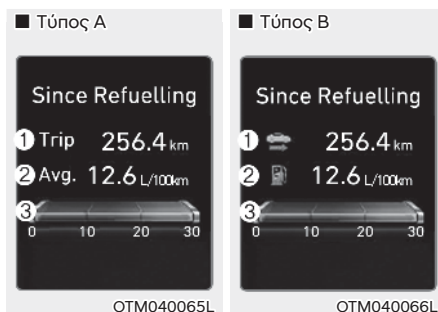 ■ Τύπος A
Since Refuelling
1 Trip 256.4 km
2 Avg. 12.6 L/100km
3
0 10 20 30
OTM040065L
■ Τύπος B
Since Refuelling
1 256.4 km
2 12.6 L/100km
3
0 10 20 30
OTM040066L